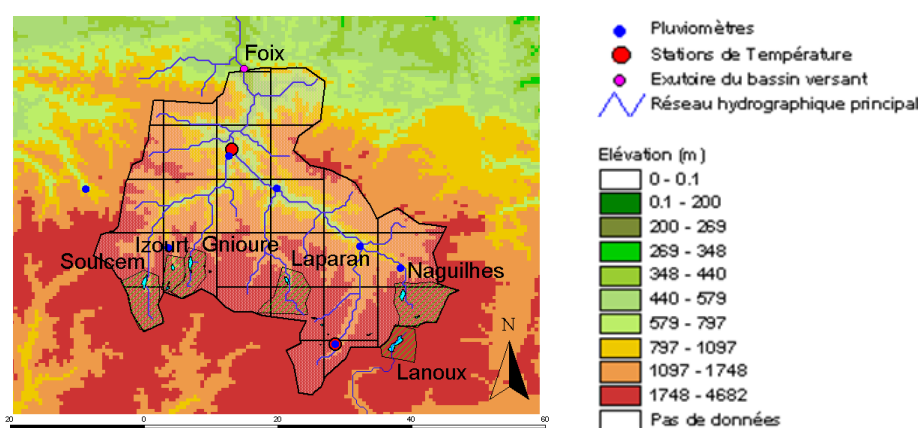 Foix
Izourt
Gnioure
Soulcem
Laparan
Naguilhes
Lanoux
N
20 0 20 40 60
Pluviomètres
Stations de Température
Exutoire du bassin versant
Réseau hydrographique principal
Elévation (m)
0 - 0.1
0.1 - 200
200 - 269
269 - 348
348 - 440
440 - 579
579 - 797
797 - 1097
1097 - 1748
1748 - 4682
Pas de données